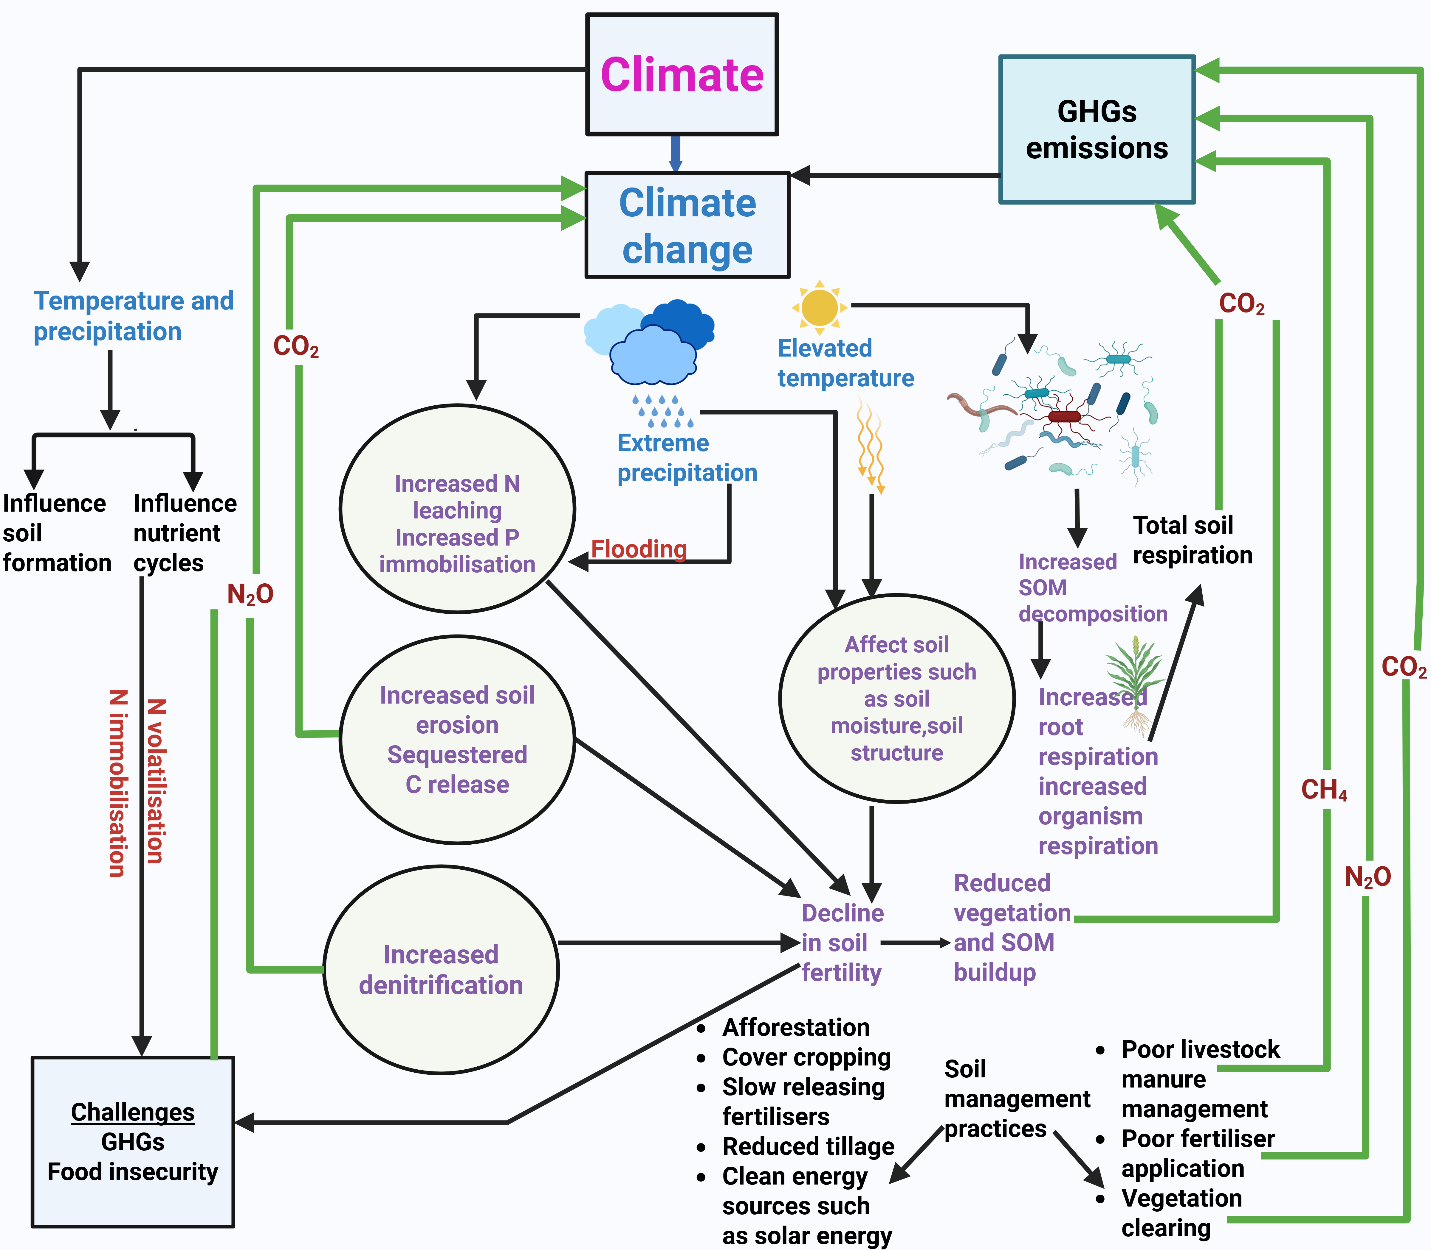 Climate
GHGs
emissions
Climate
change
Temperature and
precipitation
CO₂
Elevated
temperature
CO₂
Extreme
precipitation
Increased N
leaching
Increased P
immobilisation
Flooding
Influence
soil
formation
Influence
nutrient
cycles
Total soil
respiration
Increased
SOM
decomposition
N₂O
Affect soil
properties such
as soil
moisture,soil
structure
CO₂
Increased soil
erosion
Sequestered
C release
Increased
root
respiration
increased
organism
respiration
N volatilisation
N immobilisation
CH₄
N₂O
Decline
in soil
fertility
Reduced
vegetation
and SOM
buildup
Increased
denitrification
Challenges
GHGs
Food insecurity
• Afforestation
• Cover cropping
• Slow releasing
fertilisers
• Reduced tillage
• Clean energy
sources such
as solar energy
Soil
management
practices
• Poor livestock
manure
management
• Poor fertiliser
application
• Vegetation
clearing